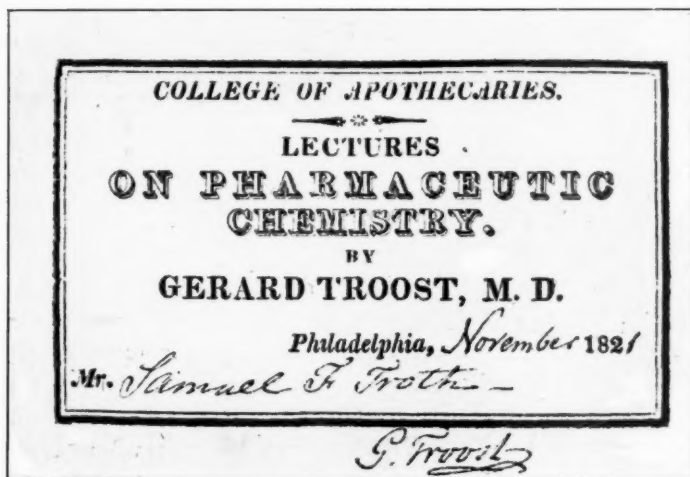 COLLEGE OF APOTHECARIES.
LECTURES
ON PHARMACEUTIC
CHEMISTRY.
BY
GERARD TROOST, M. D.
Philadelphia, November 1821
Mr. Samuel F Troth
G. Troost